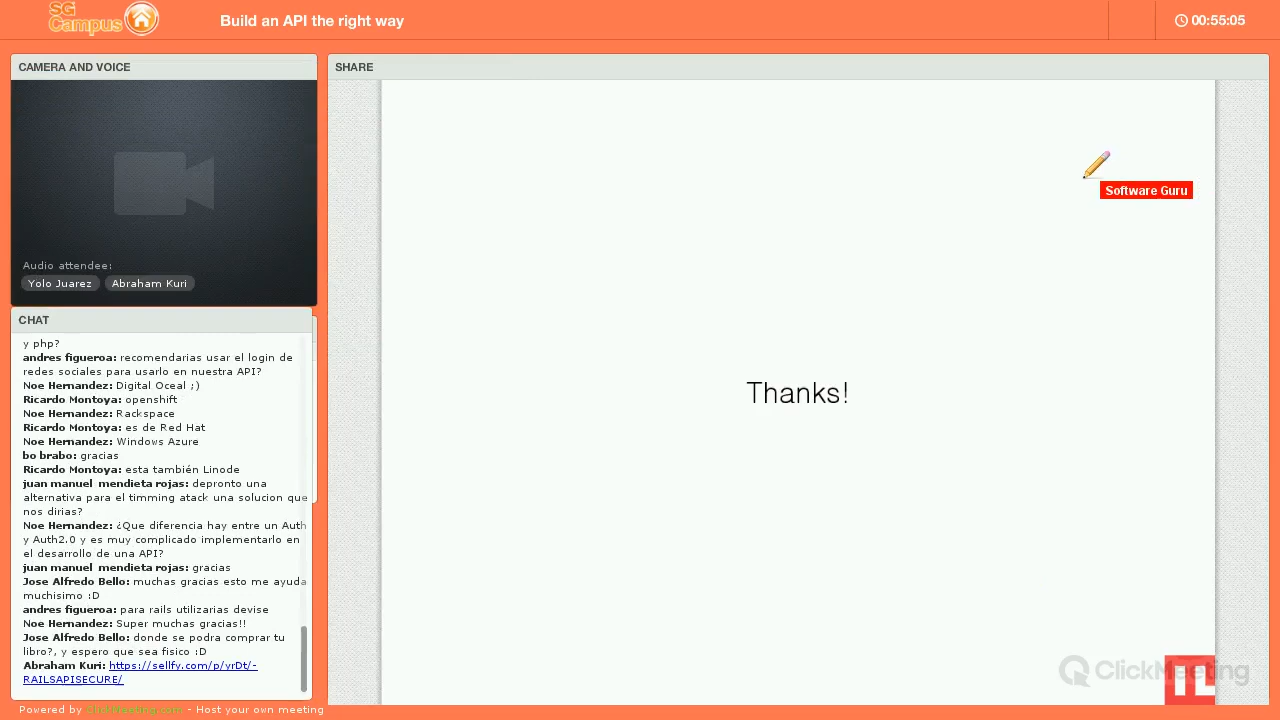 SG
Campus
Build an API the right way
00:55:05
CAMERA AND VOICE
Audio attendee:
Yolo Juarez
Abraham Kuri
CHAT
y php?
andres figueroa: recomendarias usar el login de
redes sociales para usarlo en nuestra API?
Noe Hernandez: Digital Oceal ;)
Ricardo Montoya: openshift
Noe Hernandez: Rackspace
Ricardo Montoya: es de Red Hat
Noe Hernandez: Windows Azure
bo brabo: gracias
Ricardo Montoya: esta también Linode
juan manuel mendieta rojas: depronto una
alternativa para el timming atack una solucion que
nos dirias?
Noe Hernandez: ¿Que diferencia hay entre un Auth
y Auth2.0 y es muy complicado implementarlo en
el desarrollo de una API?
juan manuel mendieta rojas: gracias
Jose Alfredo Bello: muchas gracias esto me ayuda
muchisimo :D
andres figueroa: para rails utilizarias devise
Noe Hernandez: Super muchas gracias!!
Jose Alfredo Bello: donde se podra comprar tu
libro?, y espero que sea fisico :D
Abraham Kuri: https://sellfy.com/p/yrDt/-
RAILSAPISECURE/
Powered by ClickMeeting.com - Host your own meeting
SHARE
Software Guru
Thanks!
ClickMeeting